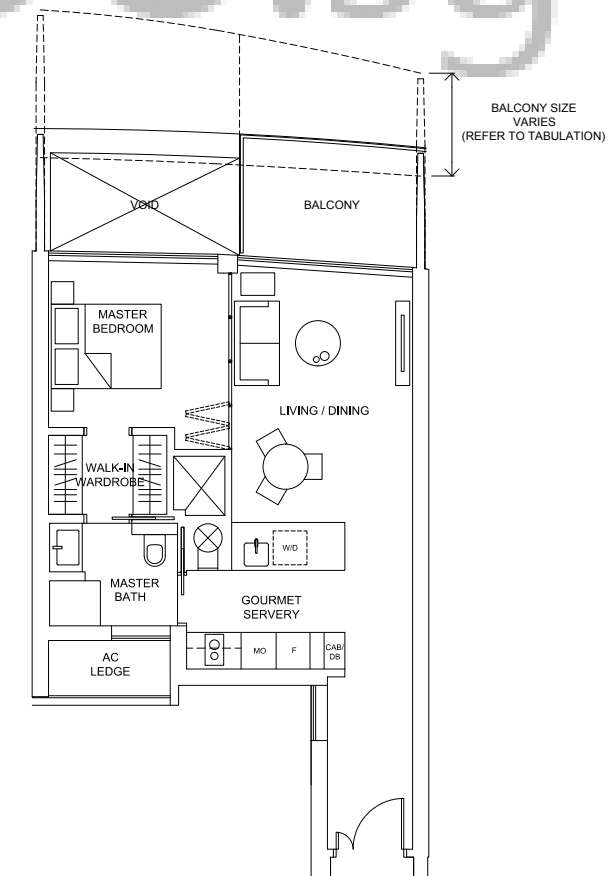 BALCONY SIZE
VARIES
(REFER TO TABULATION)
VOID
BALCONY
MASTER
BEDROOM
LIVING / DINING
WALK-IN
WARDROBE
W/D
MASTER
BATH
GOURMET
SERVERY
AC
LEDGE
MO
F
CAB/
DB